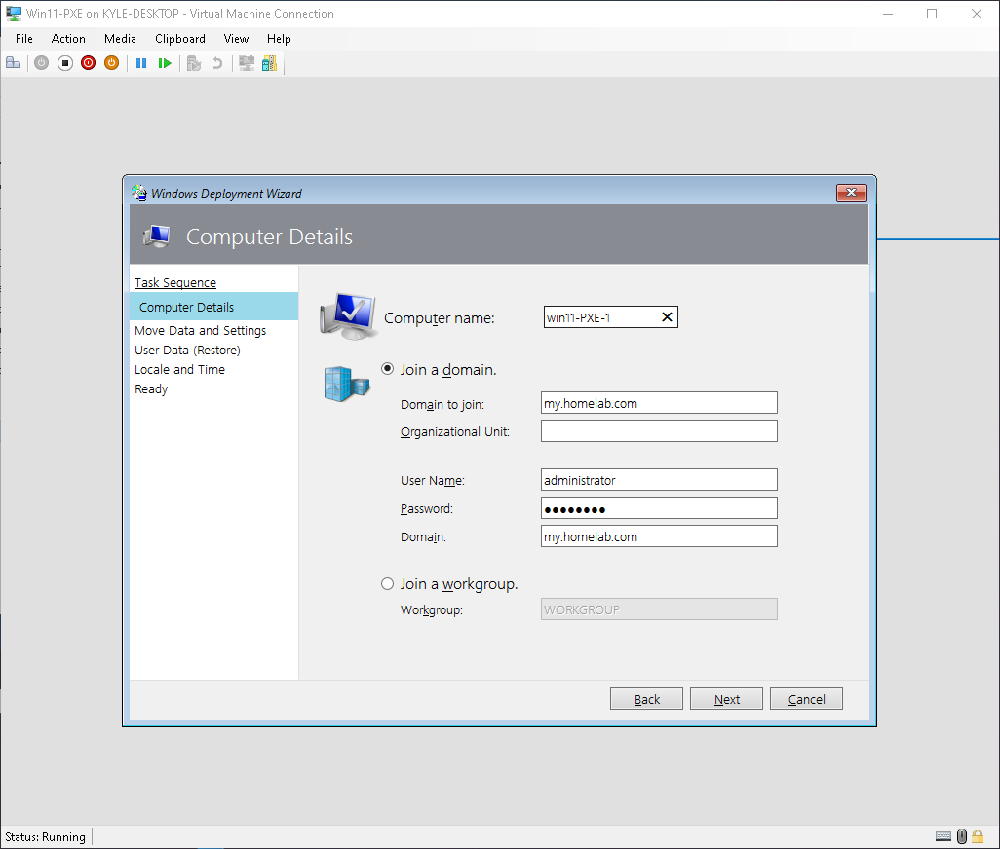 Win11-PXE on KYLE-DESKTOP - Virtual Machine Connection
File Action Media Clipboard View Help
Windows Deployment Wizard
Computer Details
Task Sequence
Computer Details
Move Data and Settings
User Data (Restore)
Locale and Time
Ready
Computer name: win11-PXE-1
Join a domain.
Domain to join: my.homelab.com
Organizational Unit:
User Name: administrator
Password: ●●●●●●●●
Domain: my.homelab.com
Join a workgroup.
Workgroup: WORKGROUP
Back Next Cancel
Status: Running